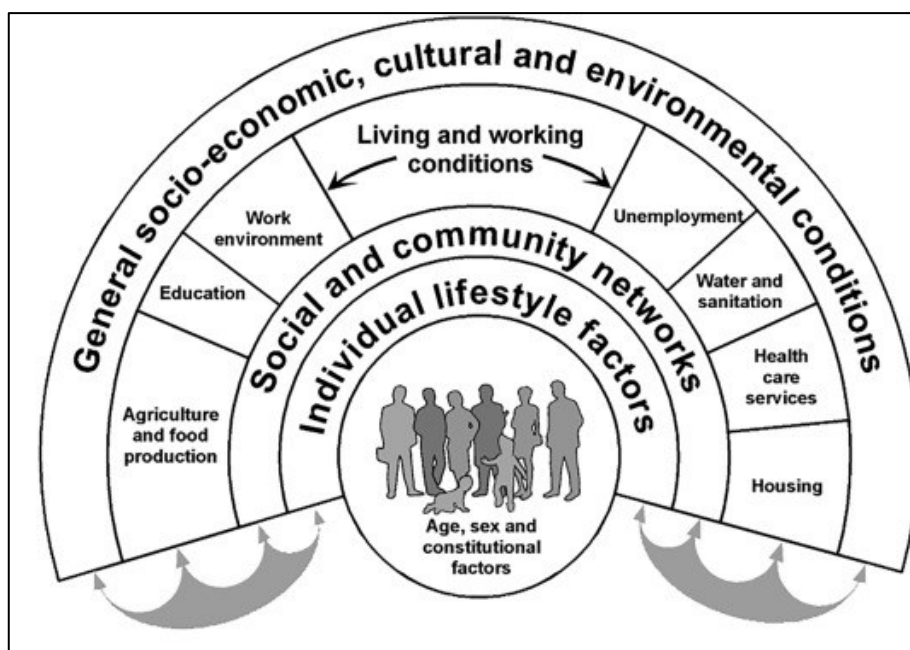 General socio-economic, cultural and environmental conditions
Living and working
conditions
Work
environment
Unemployment
Education
Water and
sanitation
Agriculture
and food
production
Health
care
services
Housing
Social and community networks
Individual lifestyle factors
Age, sex and
constitutional
factors